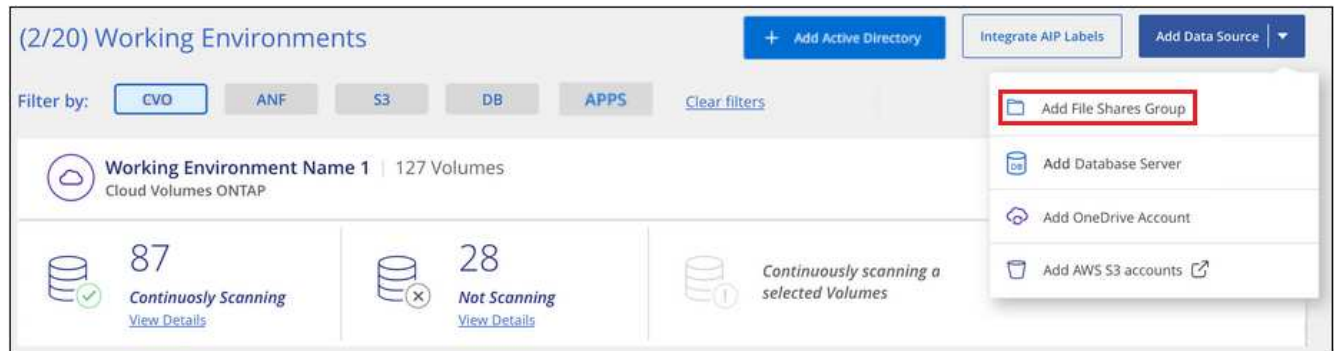 (2/20) Working Environments
+ Add Active Directory
Integrate AIP Labels
Add Data Source
Filter by:
CVO
ANF
S3
DB
APPS
Clear filters
Add File Shares Group
DB
Add Database Server
Add OneDrive Account
Add AWS S3 accounts
Working Environment Name 1 | 127 Volumes
Cloud Volumes ONTAP
87
Continuosly Scanning
View Details
28
Not Scanning
View Details
Continuously scanning a
selected Volumes